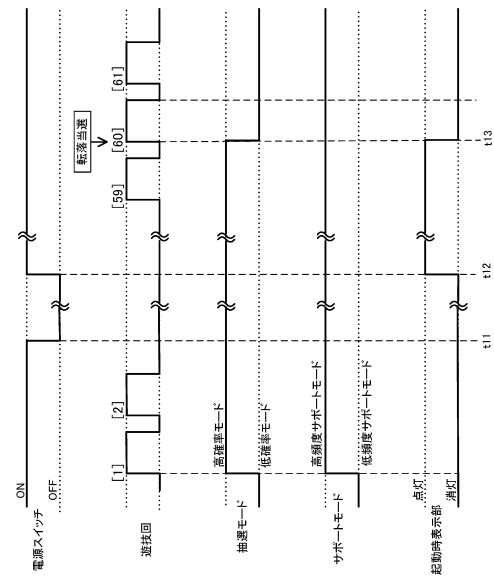 電源スイッチ
ON
OFF
遊技回
[1]
[2]
[59]
[60]
[61]
転落当選
抽選モード
高確率モード
低確率モード
サポートモード
高頻度サポートモード
低頻度サポートモード
起動時表示部
点灯
消灯
t11
t12
t13